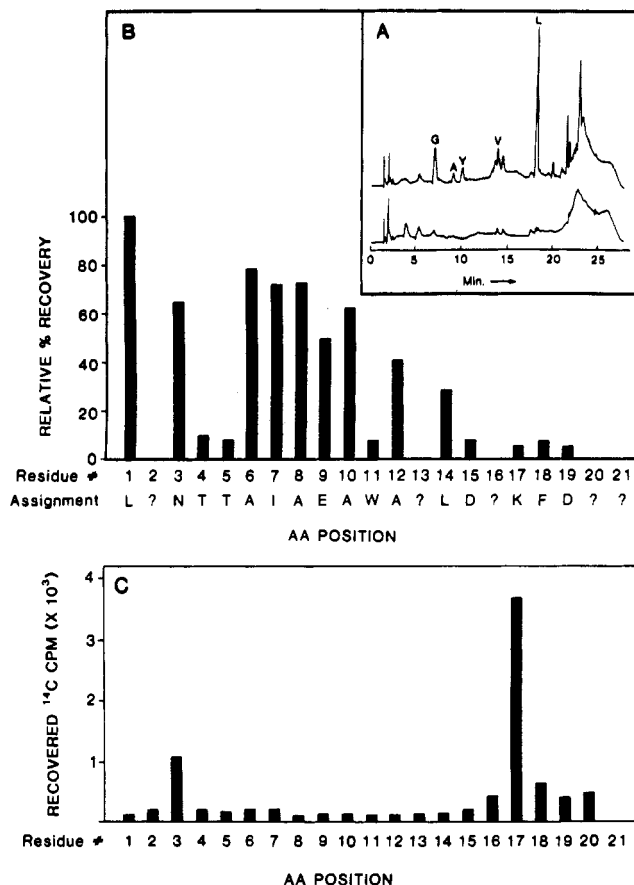 B
A
L
G
A
Y
V
0 5 10 15 20 25
Min. →
RELATIVE % RECOVERY
100
80
60
40
20
0
Residue # 1 2 3 4 5 6 7 8 9 10 11 12 13 14 15 16 17 18 19 20 21
Assignment L ? N T T A I A E A W A ? L D ? K F D ? ?
AA POSITION
C
RECOVERED ¹⁴C CPM (X 10³)
4
3
2
1
Residue # 1 2 3 4 5 6 7 8 9 10 11 12 13 14 15 16 17 18 19 20 21
AA POSITION